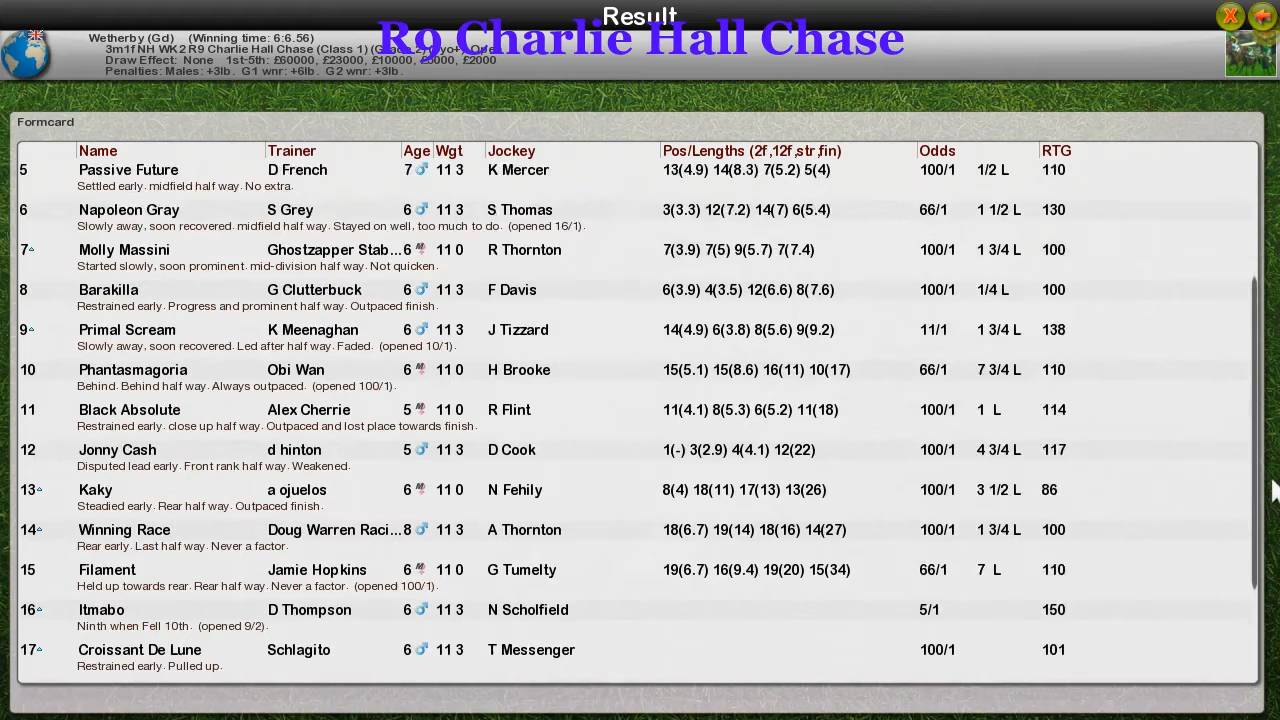 Result
R9 Charlie Hall Chase
Wetherby (Gd) (Winning time: 6:6.56)
3m1f NH WK2 R9 Charlie Hall Chase (Class 1)
Draw Effect: None 1st-5th: £60000, £23000, £10000, £2000
Penalties: Males: +3lb. G1 wnr: +6lb. G2 wnr: +3lb.
Formcard
Name Trainer Age Wgt Jockey Pos/Lengths (2f,12f,str,fin) Odds RTG
5 Passive Future D French 7 11 3 K Mercer 13(4.9) 14(8.3) 7(5.2) 5(4) 100/1 1/2 L 110
Settled early. midfield half way. No extra.
6 Napoleon Gray S Grey 6 11 3 S Thomas 3(3.3) 12(7.2) 14(7) 6(5.4) 66/1 1 1/2 L 130
Slowly away, soon recovered. midfield half way. Stayed on well, too much to do. (opened 16/1).
7 Molly Massini Ghostzapper Stab... 6 11 0 R Thornton 7(3.9) 7(5) 9(5.7) 7(7.4) 100/1 1 3/4 L 100
Started slowly, soon prominent. mid-division half way. Not quicken.
8 Barakilla G Clutterbuck 6 11 3 F Davis 6(3.9) 4(3.5) 12(6.6) 8(7.6) 100/1 1/4 L 100
Restrained early. Progress and prominent half way. Outpaced finish.
9 Primal Scream K Meenaghan 6 11 3 J Tizzard 14(4.9) 6(3.8) 8(5.6) 9(9.2) 11/1 1 3/4 L 138
Slowly away, soon recovered. Led after half way. Faded. (opened 10/1).
10 Phantasmagoria Obi Wan 6 11 0 H Brooke 15(5.1) 15(8.6) 16(11) 10(17) 66/1 7 3/4 L 110
Behind. Behind half way. Always outpaced. (opened 100/1).
11 Black Absolute Alex Cherrie 5 11 0 R Flint 11(4.1) 8(5.3) 6(5.2) 11(18) 100/1 1 L 114
Restrained early. close up half way. Outpaced and lost place towards finish.
12 Jonny Cash d hinton 5 11 3 D Cook 1(-) 3(2.9) 4(4.1) 12(22) 100/1 4 3/4 L 117
Disputed lead early. Front rank half way. Weakened.
13 Kaky a ojuelos 6 11 0 N Fehily 8(4) 18(11) 17(13) 13(26) 100/1 3 1/2 L 86
Steadied early. Rear half way. Outpaced finish.
14 Winning Race Doug Warren Raci... 8 11 3 A Thornton 18(6.7) 19(14) 18(16) 14(27) 100/1 1 3/4 L 100
Rear early. Last half way. Never a factor.
15 Filament Jamie Hopkins 6 11 0 G Tumelty 19(6.7) 16(9.4) 19(20) 15(34) 66/1 7 L 110
Held up towards rear. Rear half way. Never a factor. (opened 100/1).
16 Itmabo D Thompson 6 11 3 N Scholfield 5/1 150
Ninth when Fell 10th. (opened 9/2).
17 Croissant De Lune Schlagito 6 11 3 T Messenger 100/1 101
Restrained early. Pulled up.